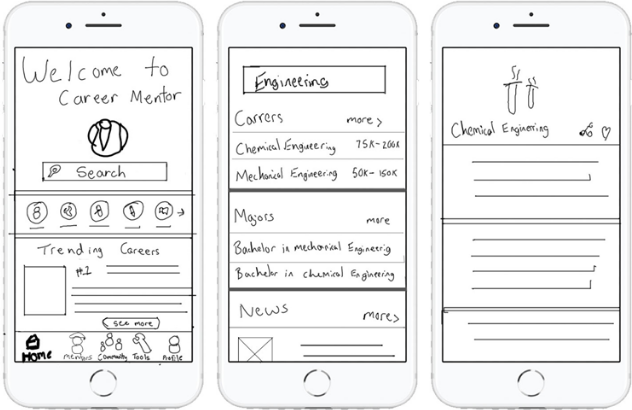 Welcome to
Career Mentor
Search
Trending Careers
#1
see more
Home
Mentors
Community
Tools
Profile
Engineering
Carrers more >
Chemical Engineering 75K-200K
Mechanical Engineering 50K-150K
Majors more
Bachelor in mechanical Engineerig
Bachelor in chemical Engineering
News more >
Chemical Engineering